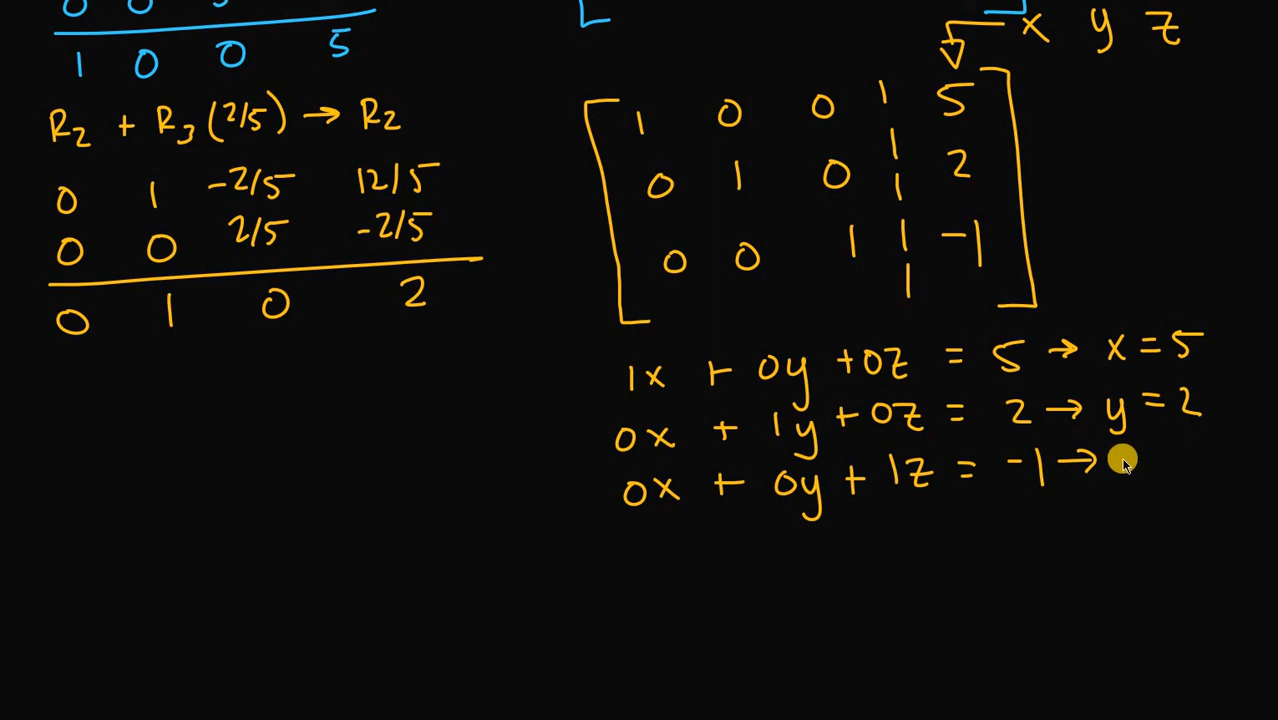 1 0 0 5
R2 + R3 (2/5) → R2
0 1 -2/5 12/5
0 0 2/5 -2/5
0 1 0 2
x y z
1 0 0 | 5
0 1 0 | 2
0 0 1 | -1
1x + 0y + 0z = 5 → x = 5
0x + 1y + 0z = 2 → y = 2
0x + 0y + 1z = -1 →